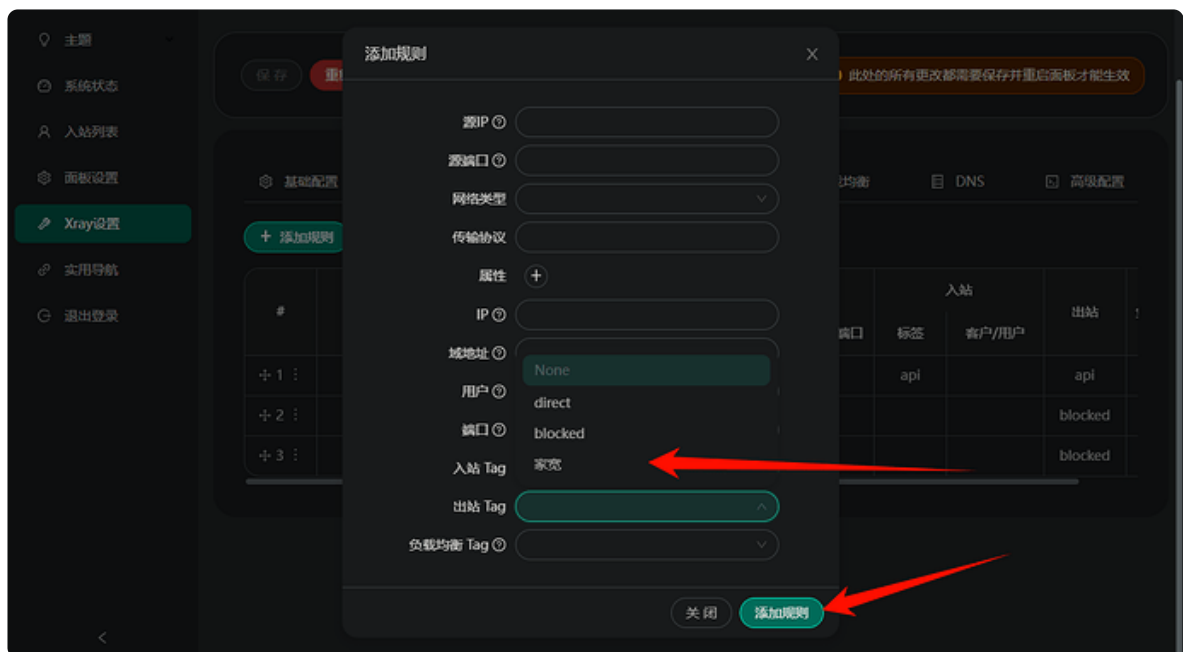 主题
系统状态
入站列表
面板设置
Xray设置
实用导航
退出登录
保存
此处的所有更改都需要保存并重启面板才能生效
基础配置
DNS
高级配置
+ 添加规则
#
入站
出站
标签
客户/用户
1
api
api
2
blocked
3
blocked
添加规则
源IP
源端口
网络类型
传输协议
属性
IP
域地址
用户
端口
入站 Tag
None
direct
blocked
家宽
出站 Tag
负载均衡 Tag
关闭
添加规则